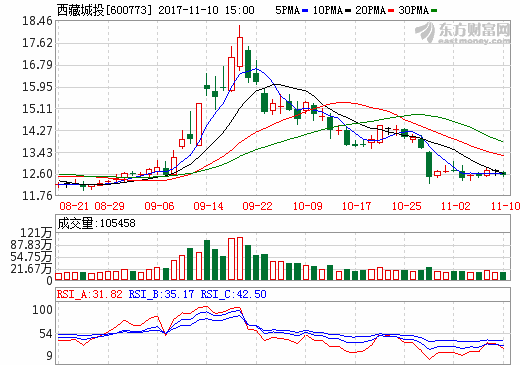 西藏城投[600773] 2017-11-10 15:00 5PMA 10PMA 20PMA 30PMA
18.46
东方财富网
eastmoney.com
17.62
16.79
15.95
15.11
14.27
13.43
12.60
11.76
08-21 08-29 09-06 09-14 09-22 10-09 10-17 10-25 11-02 11-10
成交量:105458
121万
87.83万
54.75万
21.67万
0
RSI_A:31.82 RSI_B:35.17 RSI_C:42.50
100
54
9